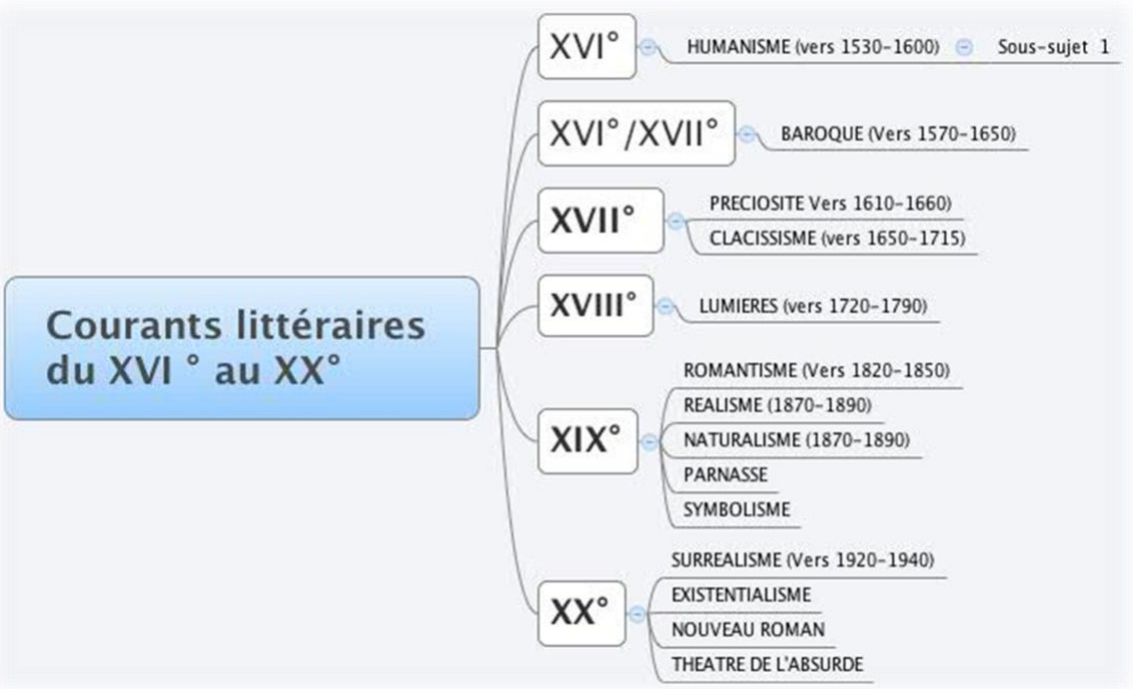 Courants littéraires
du XVI ° au XX°
XVI°
HUMANISME (vers 1530-1600)
Sous-sujet 1
XVI°/XVII°
BAROQUE (Vers 1570-1650)
XVII°
PRECIOSITE Vers 1610-1660)
CLACISSISME (vers 1650-1715)
XVIII°
LUMIERES (vers 1720-1790)
XIX°
ROMANTISME (Vers 1820-1850)
REALISME (1870-1890)
NATURALISME (1870-1890)
PARNASSE
SYMBOLISME
XX°
SURREALISME (Vers 1920-1940)
EXISTENTIALISME
NOUVEAU ROMAN
THEATRE DE L'ABSURDE